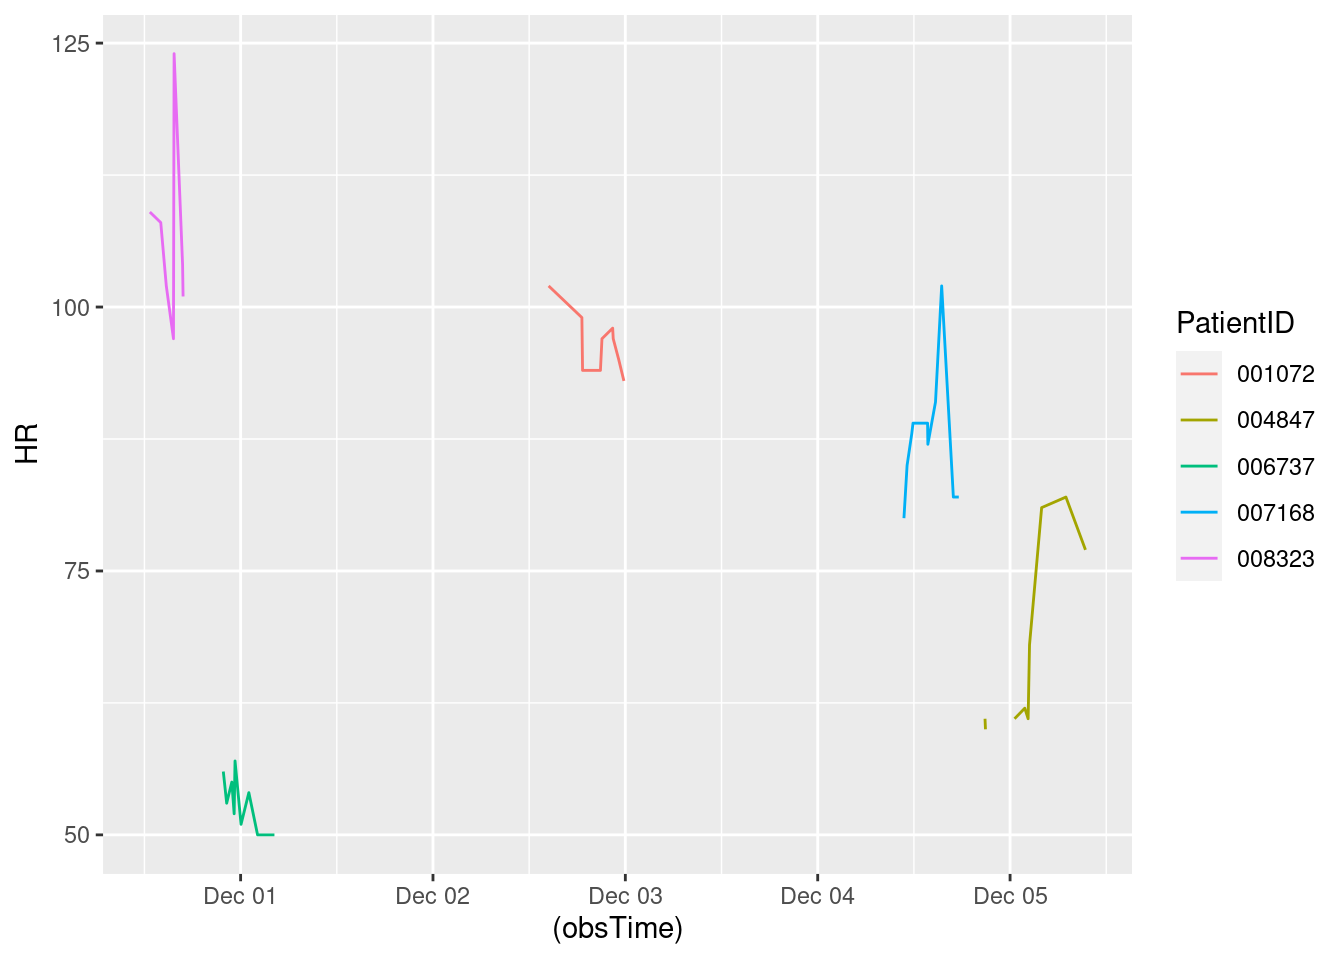 125
100
75
50
HR
Dec 01
Dec 02
Dec 03
Dec 04
Dec 05
(obsTime)
PatientID
001072
004847
006737
007168
008323